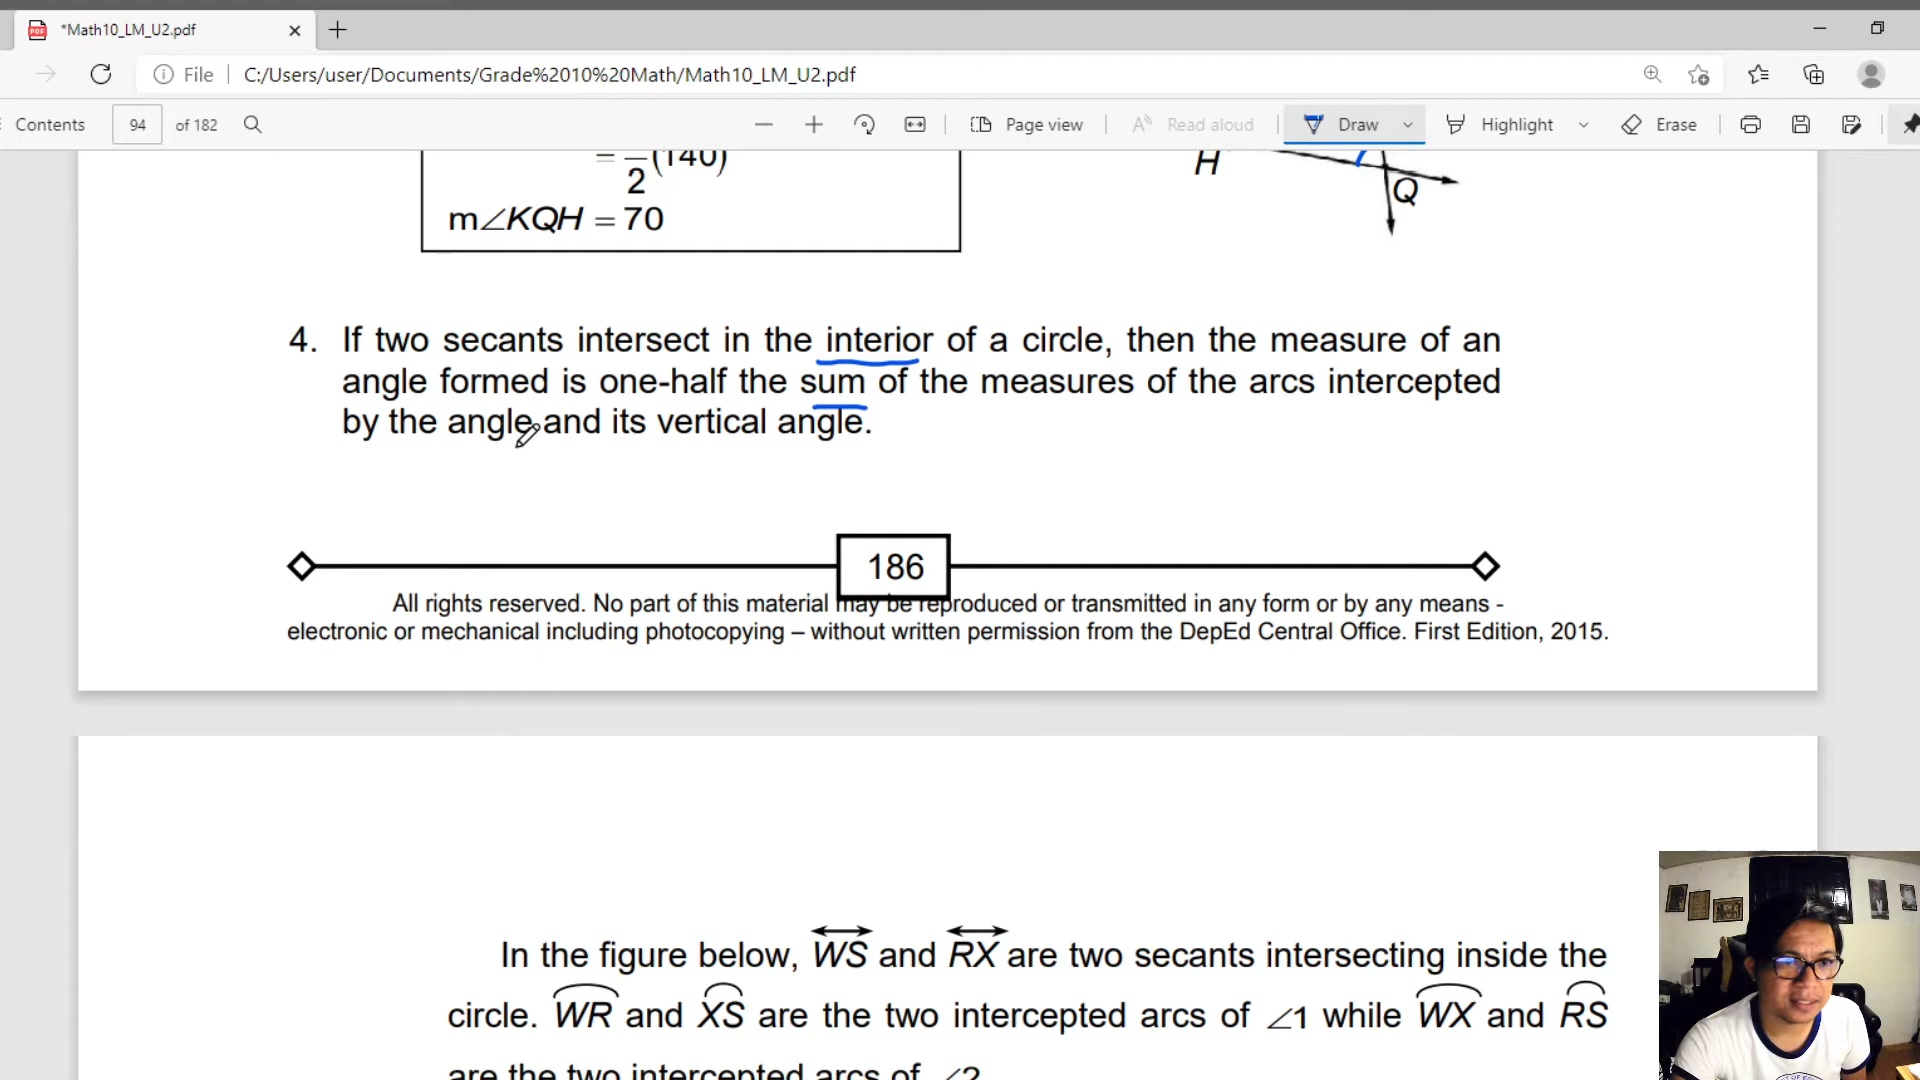 *Math10_LM_U2.pdf
File C:/Users/user/Documents/Grade%2010%20Math/Math10_LM_U2.pdf
Contents 94 of 182 Page view Read aloud Draw Highlight Erase
= 2 (140)
m∠KQH = 70
H
Q
4. If two secants intersect in the interior of a circle, then the measure of an
angle formed is one-half the sum of the measures of the arcs intercepted
by the angle and its vertical angle.
186
All rights reserved. No part of this material may be reproduced or transmitted in any form or by any means -
electronic or mechanical including photocopying – without written permission from the DepEd Central Office. First Edition, 2015.
In the figure below, WS and RX are two secants intersecting inside the
circle. WR and XS are the two intercepted arcs of ∠1 while WX and RS
are the two intercepted arcs of ∠2